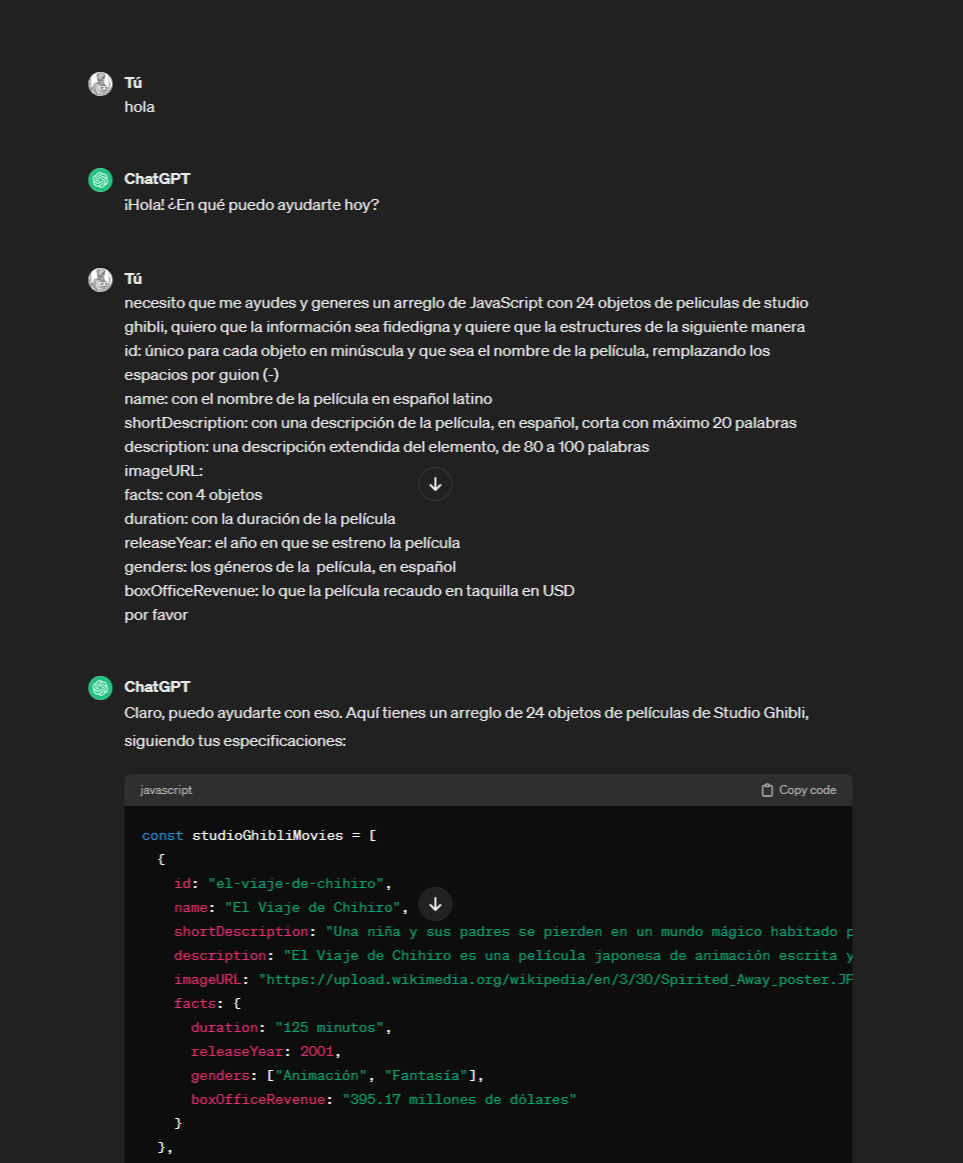 Tú
hola
ChatGPT
¡Hola! ¿En qué puedo ayudarte hoy?
Tú
necesito que me ayudes y generes un arreglo de JavaScript con 24 objetos de peliculas de studio
ghibli, quiero que la información sea fidedigna y quiere que la estructures de la siguiente manera
id: único para cada objeto en minúscula y que sea el nombre de la película, remplazando los
espacios por guion (-)
name: con el nombre de la película en español latino
shortDescription: con una descripción de la película, en español, corta con máximo 20 palabras
description: una descripción extendida del elemento, de 80 a 100 palabras
imageURL:
facts: con 4 objetos
duration: con la duración de la película
releaseYear: el año en que se estreno la película
genders: los géneros de la  película, en español
boxOfficeRevenue: lo que la película recaudo en taquilla en USD
por favor
ChatGPT
Claro, puedo ayudarte con eso. Aquí tienes un arreglo de 24 objetos de películas de Studio Ghibli,
siguiendo tus especificaciones:
javascript Copy code
const studioGhibliMovies = [
{
id: "el-viaje-de-chihiro",
name: "El Viaje de Chihiro",
shortDescription: "Una niña y sus padres se pierden en un mundo mágico habitado p
description: "El Viaje de Chihiro es una película japonesa de animación escrita y
imageURL: "https://upload.wikimedia.org/wikipedia/en/3/30/Spirited_Away_poster.JP
facts: {
duration: "125 minutos",
releaseYear: 2001,
genders: ["Animación", "Fantasía"],
boxOfficeRevenue: "395.17 millones de dólares"
}
},